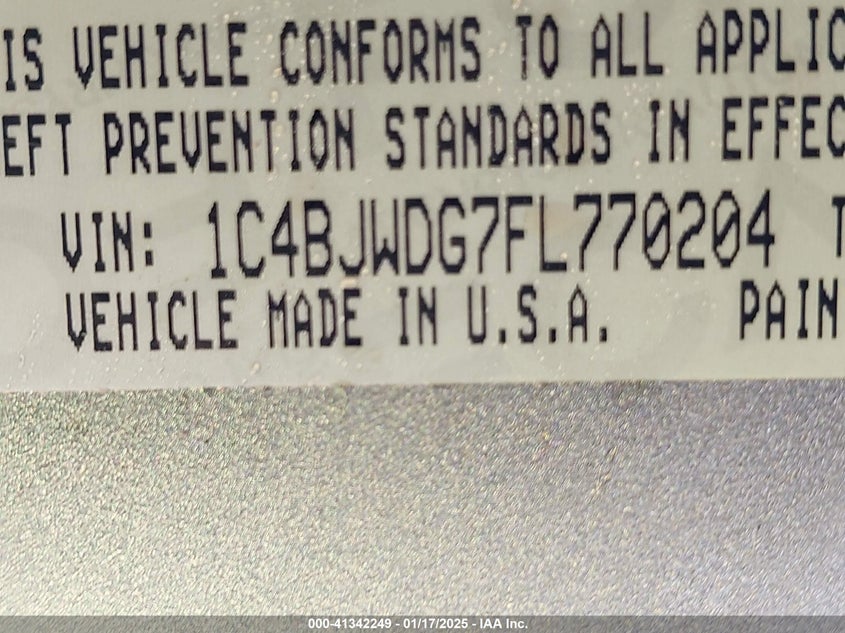 IS VEHICLE CONFORMS TO ALL APPLIC
EFT PREVENTION STANDARDS IN EFFEC
VIN: 1C4BJWDG7FL770204 T
VEHICLE MADE IN U.S.A. PAIN
000-41342249 - 01/17/2025 - IAA Inc.